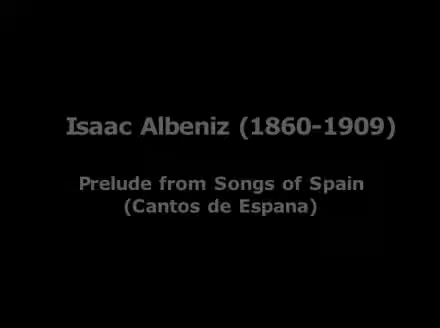 Isaac Albeniz (1860-1909)
Prelude from Songs of Spain
(Cantos de Espana)